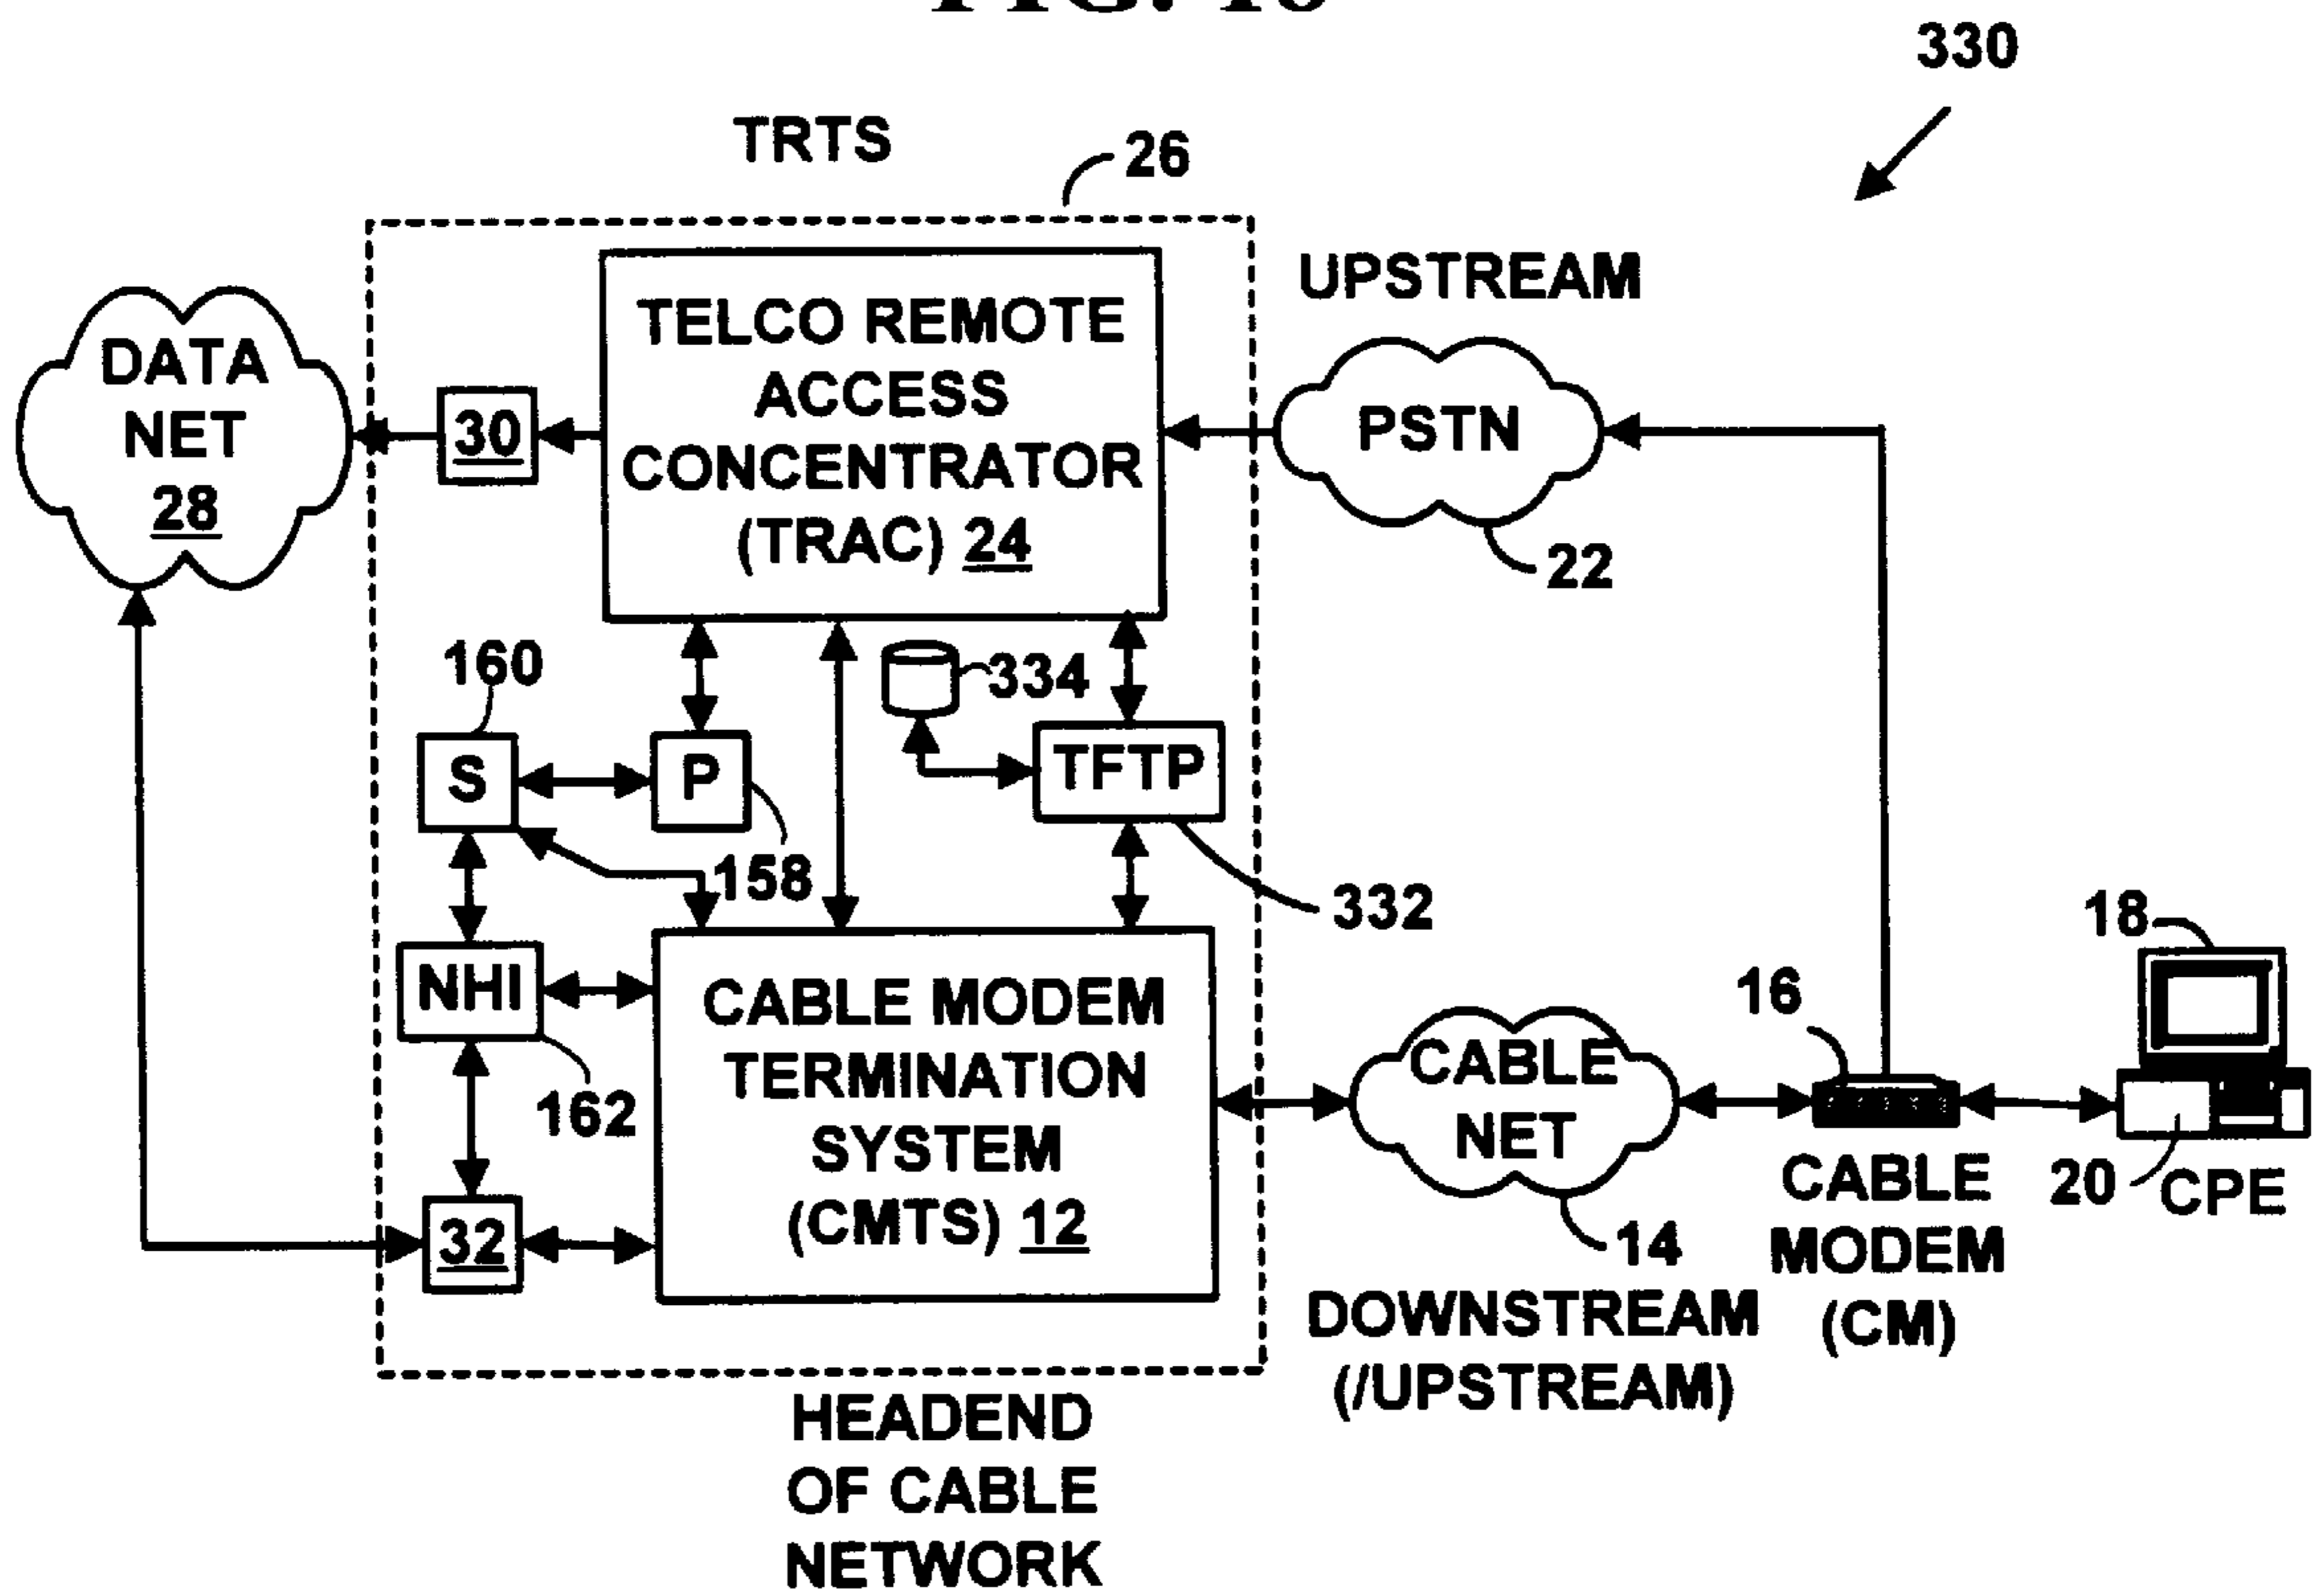 330
TRTS
26
UPSTREAM
TELCO REMOTE
ACCESS
CONCENTRATOR
(TRAC) 24
DATA
NET
28
30
PSTN
22
160
334
S
P
TFTP
158
332
NHI
162
CABLE MODEM
TERMINATION
SYSTEM
(CMTS) 12
32
CABLE
NET
14
16
18
20
CPE
CABLE
MODEM
(CM)
DOWNSTREAM
(/UPSTREAM)
HEADEND
OF CABLE
NETWORK